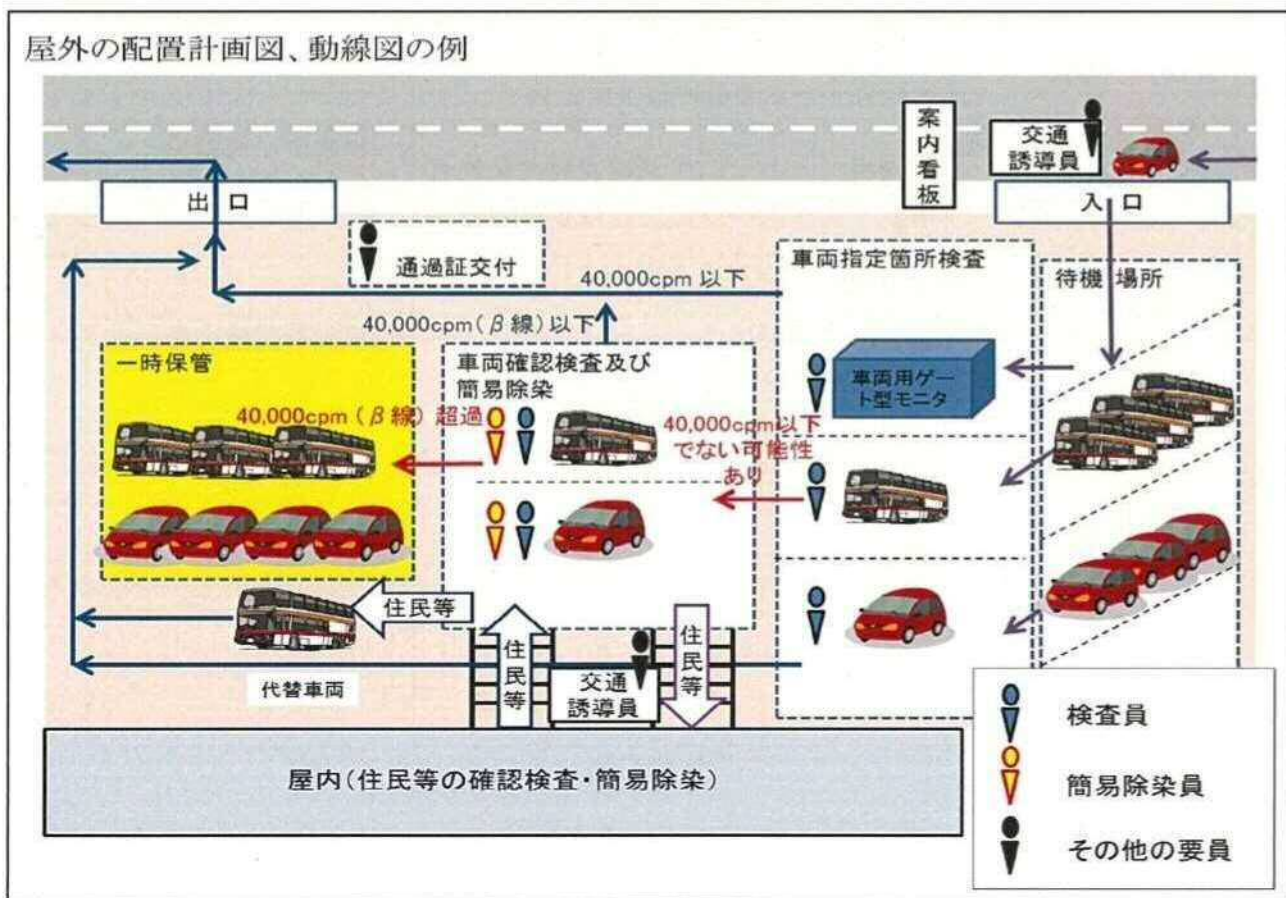 屋外の配置計画図、動線図の例
案内看板
交通
誘導員
出口
入口
通過証交付
車両指定箇所検査
待機場所
40,000cpm 以下
40,000cpm(β線)以下
一時保管
車両確認検査及び
簡易除染
車両用ゲー
ト型モニタ
40,000cpm(β線)超過
40,000cpm以下
でない可能性
あり
住民等
住民等
住民等
交通
誘導員
代替車両
屋内(住民等の確認検査・簡易除染)
検査員
簡易除染員
その他の要員